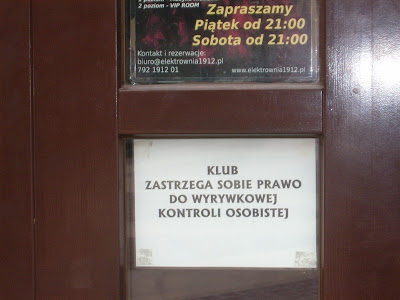 2 poziom - VIP ROOM
Zapraszamy
Piątek od 21:00
Sobota od 21:00
Kontakt i rezerwacje:
biuro@elektrownia1912.pl
792 1912 01 www.elektrownia1912.pl
KLUB
ZASTRZEGA SOBIE PRAWO
DO WYRYWKOWEJ
KONTROLI OSOBISTEJ